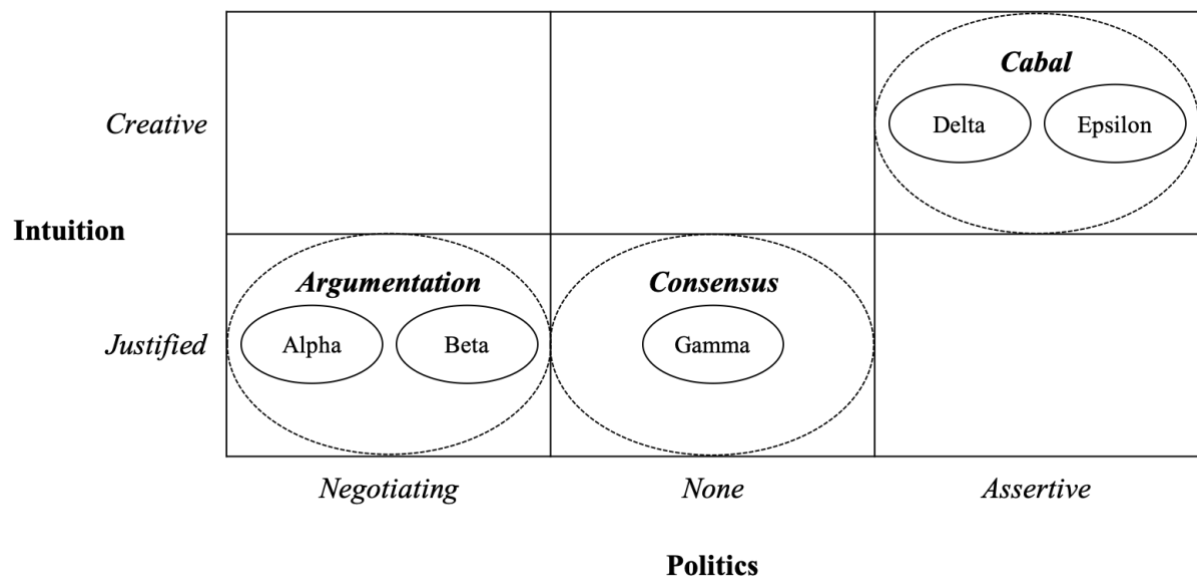 Cabal
Creative
Delta
Epsilon
Intuition
Argumentation
Consensus
Justified
Alpha
Beta
Gamma
Negotiating
None
Assertive
Politics